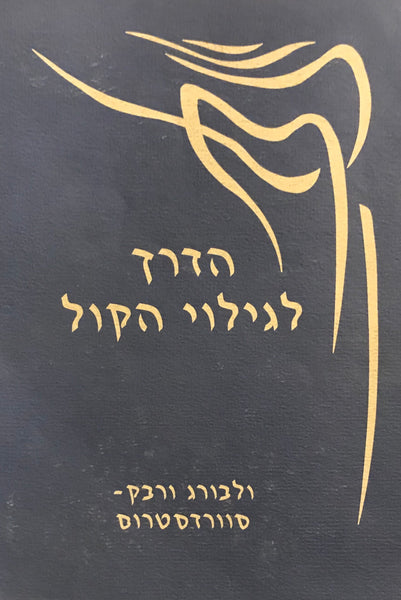 הדרך
לגילוי הקול
ולבורג ורבק-
סוורדסטרום